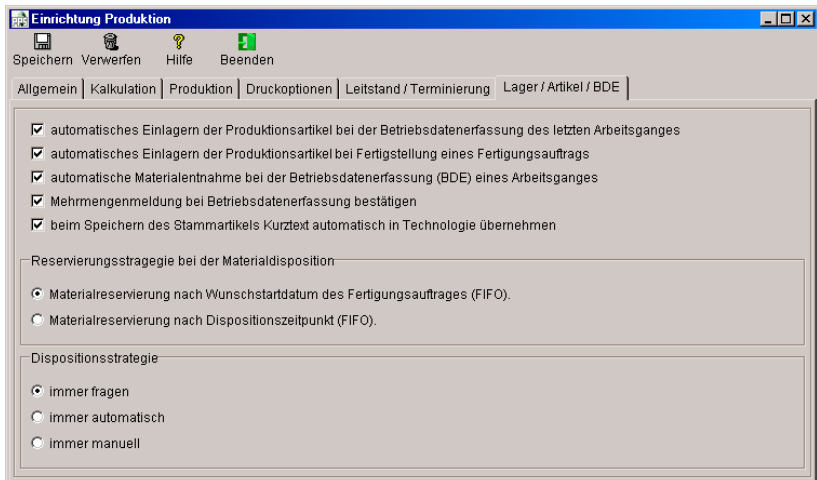 Einrichtung Produktion
Speichern Verwerfen Hilfe Beenden
Allgemein Kalkulation Produktion Druckoptionen Leitstand / Terminierung Lager / Artikel / BDE
automatisches Einlagern der Produktionsartikel bei der Betriebsdatenerfassung des letzten Arbeitsganges
automatisches Einlagern der Produktionsartikel bei Fertigstellung eines Fertigungsauftrags
automatische Materialentnahme bei der Betriebsdatenerfassung (BDE) eines Arbeitsganges
Mehrmengenmeldung bei Betriebsdatenerfassung bestätigen
beim Speichern des Stammartikels Kurztext automatisch in Technologie übernehmen
Reservierungsstragegie bei der Materialdisposition
Materialreservierung nach Wunschstartdatum des Fertigungsauftrages (FIFO).
Materialreservierung nach Dispositionszeitpunkt (FIFO).
Dispositionsstrategie
immer fragen
immer automatisch
immer manuell